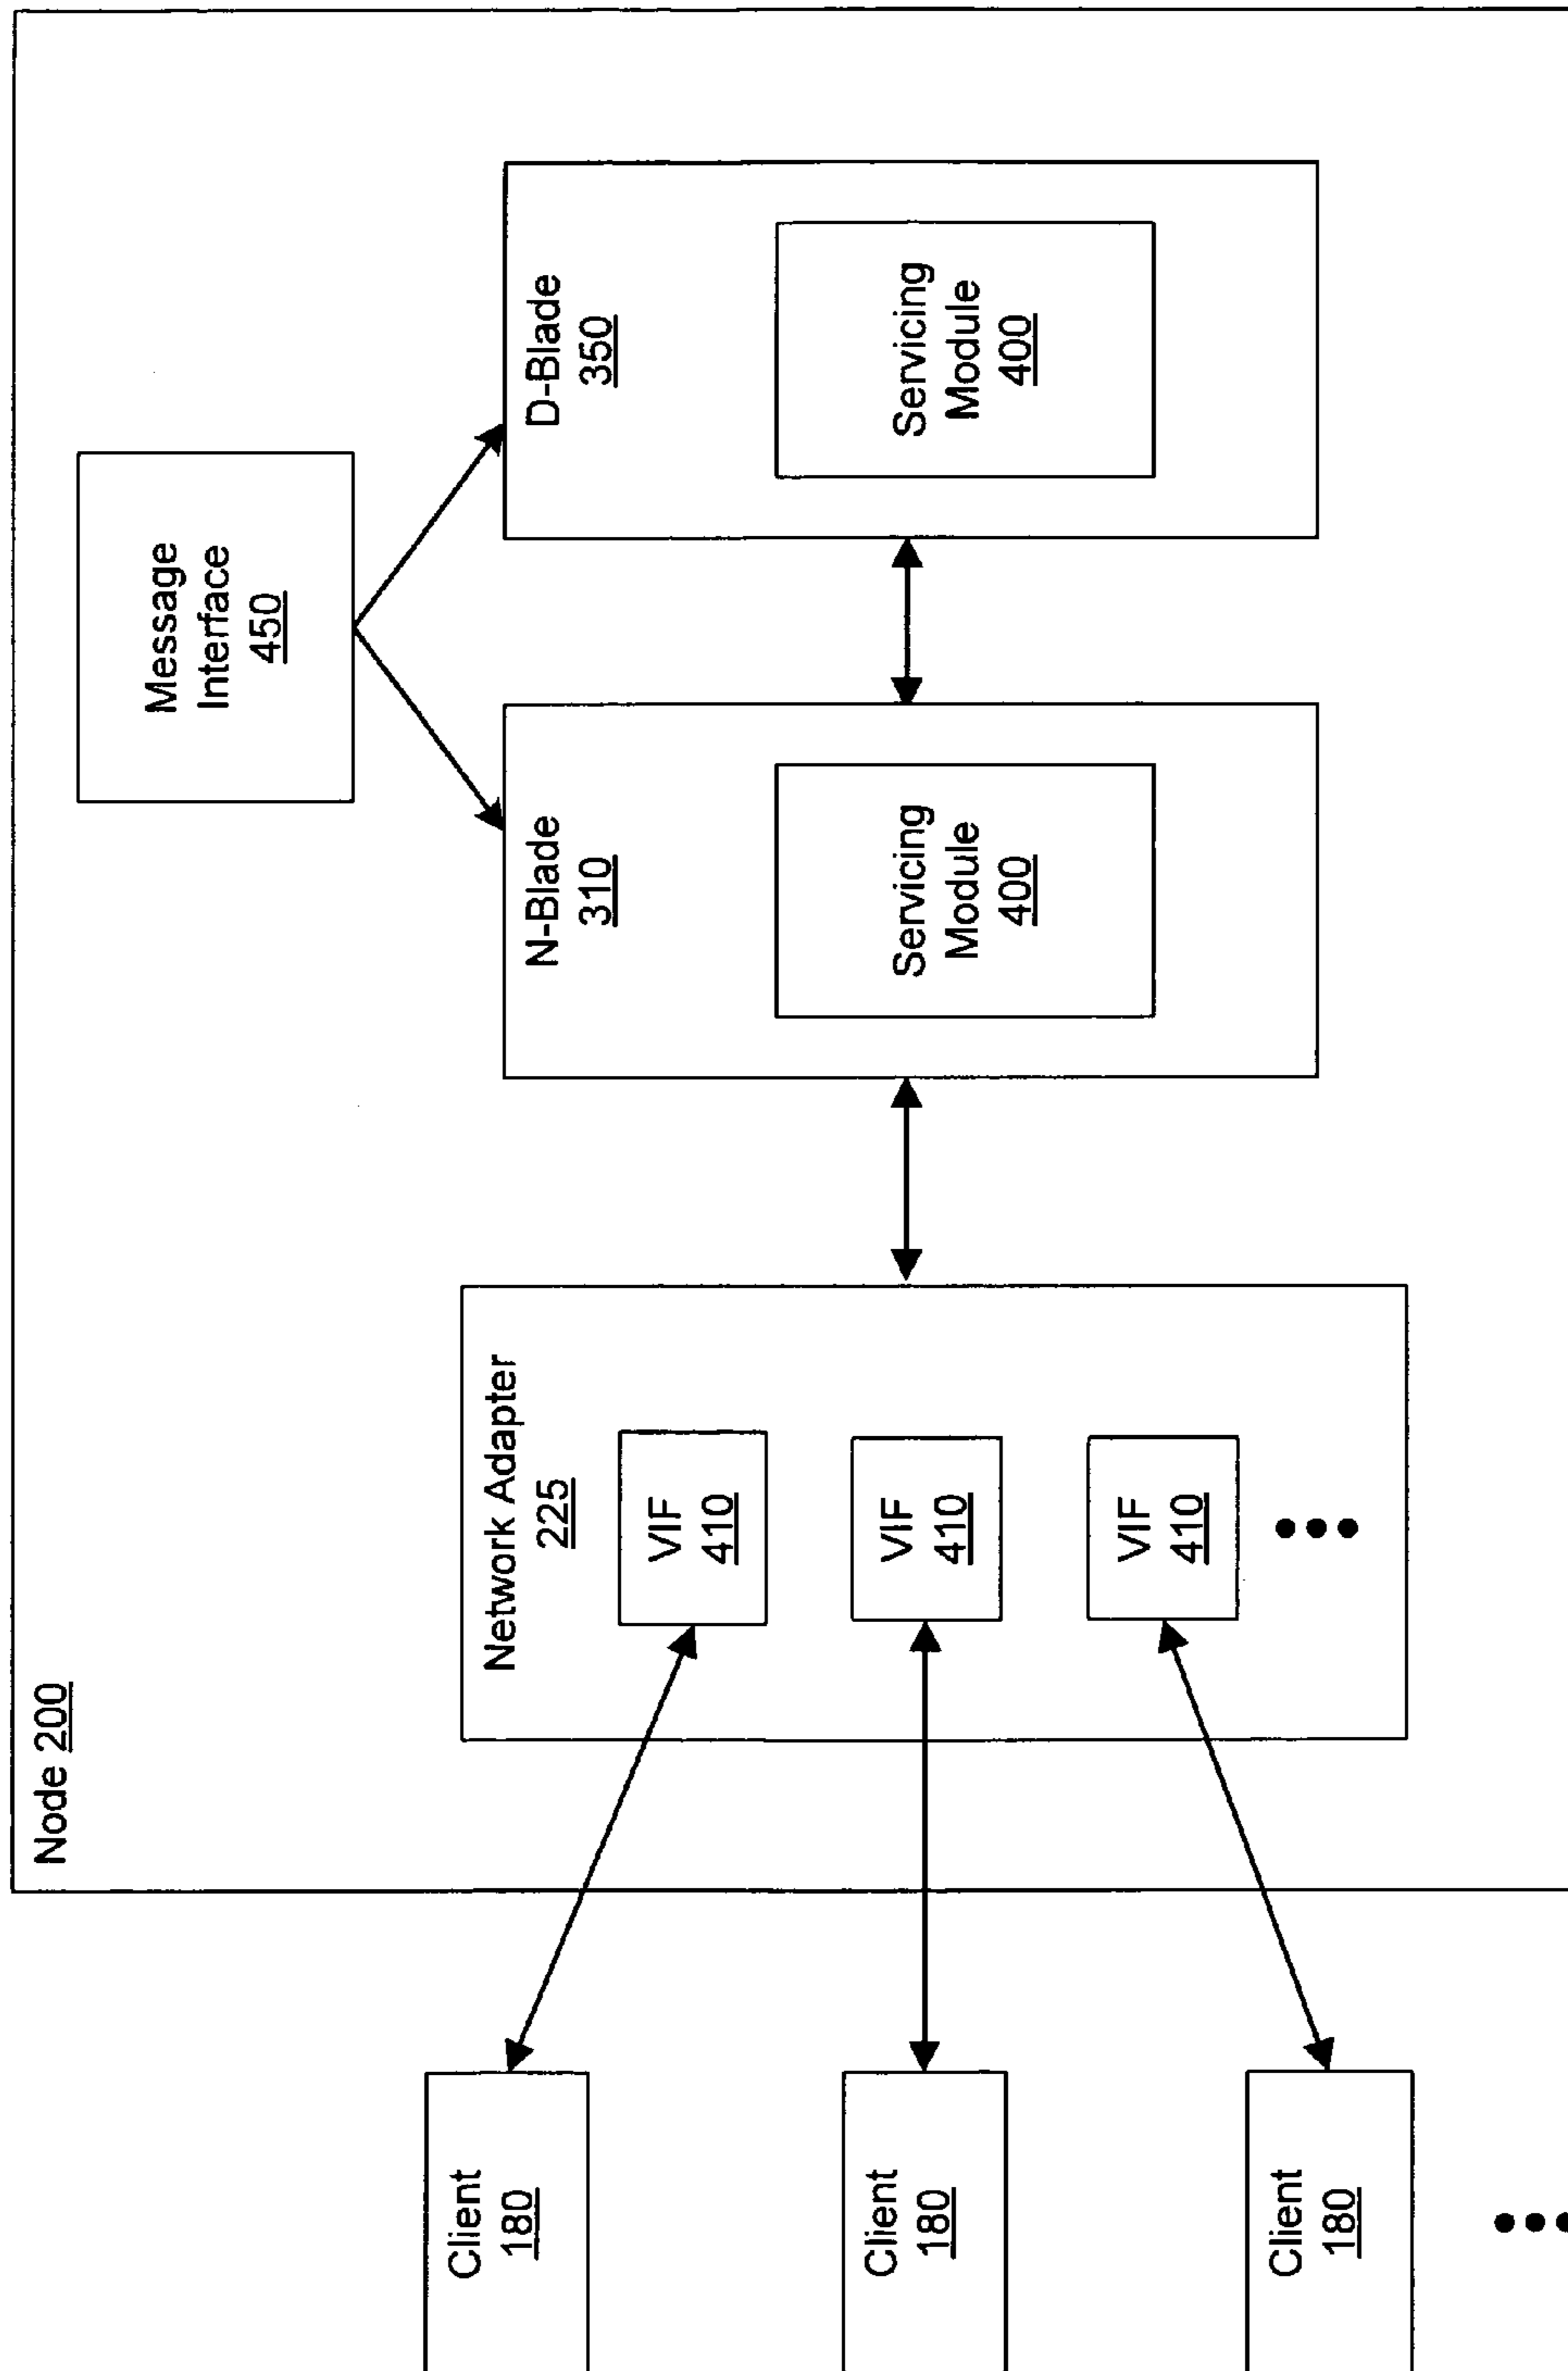 Node 200
Message
Interface
450
Network Adapter
225
N-Blade
310
D-Blade
350
Client
180
VIF
410
Servicing
Module
400
Servicing
Module
400
Client
180
VIF
410
Client
180
VIF
410